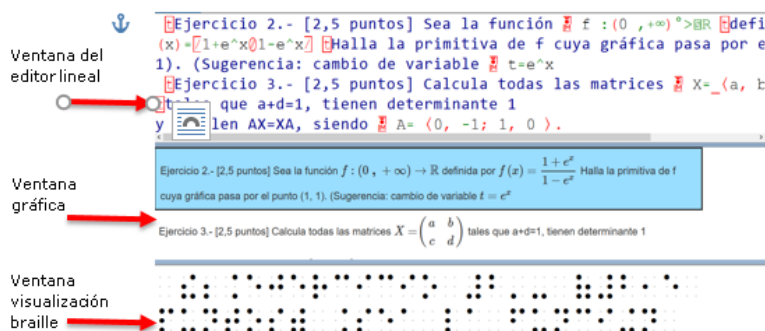 Ejercicio 2.- [2,5 puntos] Sea la función f :(0 ,+∞)°>R defi
(x)=/1+e^x 1-e^x/ Halla la primitiva de f cuya gráfica pasa por e
1). (Sugerencia: cambio de variable t=e^x
Ejercicio 3.- [2,5 puntos] Calcula todas las matrices X= (a, b
que a+d=1, tienen determinante 1
y len AX=XA, siendo A= (0, -1; 1, 0 ).
Ventana del
editor lineal
Ejercicio 2.- [2,5 puntos] Sea la función f : (0 , +∞) → ℝ definida por f(x) = (1 + e^x)/(1 − e^x) Halla la primitiva de f
cuya gráfica pasa por el punto (1, 1). (Sugerencia: cambio de variable t = e^x
Ejercicio 3.- [2,5 puntos] Calcula todas las matrices X = (a b c d) tales que a+d=1, tienen determinante 1
Ventana
gráfica
Ventana
visualización
braille